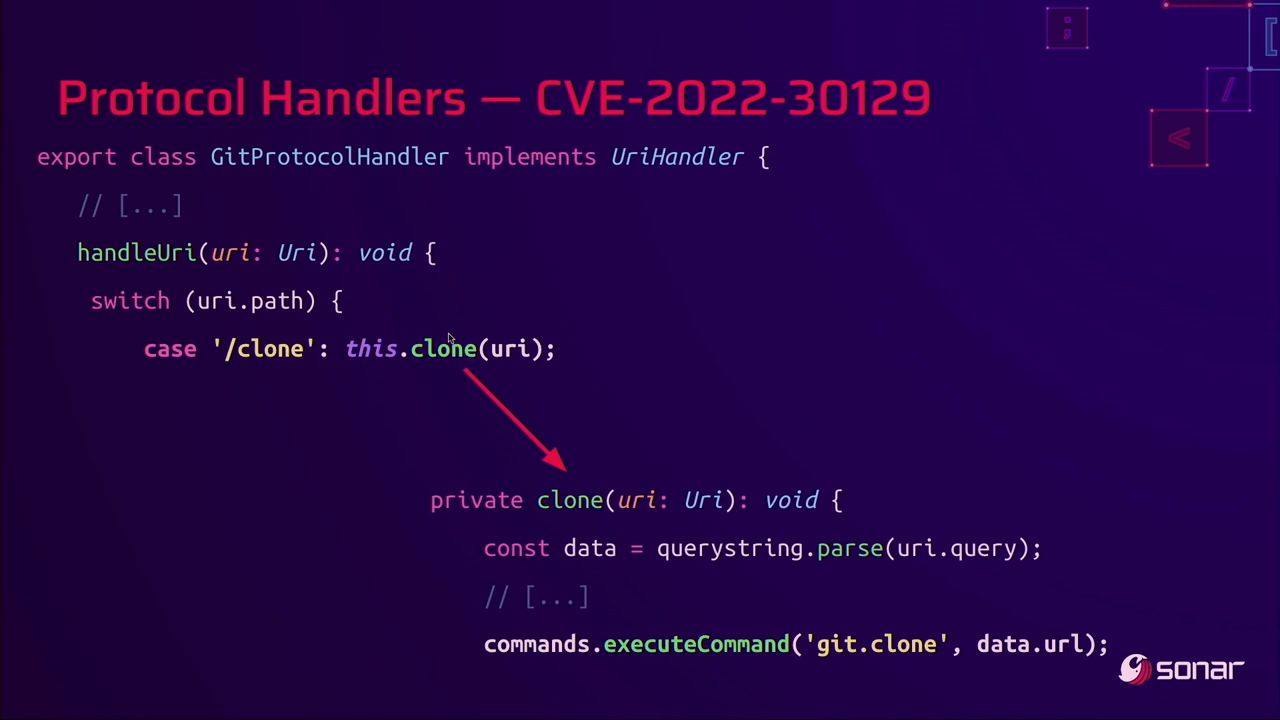 ;
[
/
<
Protocol Handlers — CVE-2022-30129
export class GitProtocolHandler implements UriHandler {
// [...]
handleUri(uri: Uri): void {
switch (uri.path) {
case '/clone': this.clone(uri);
private clone(uri: Uri): void {
const data = querystring.parse(uri.query);
// [...]
commands.executeCommand('git.clone', data.url);
sonar